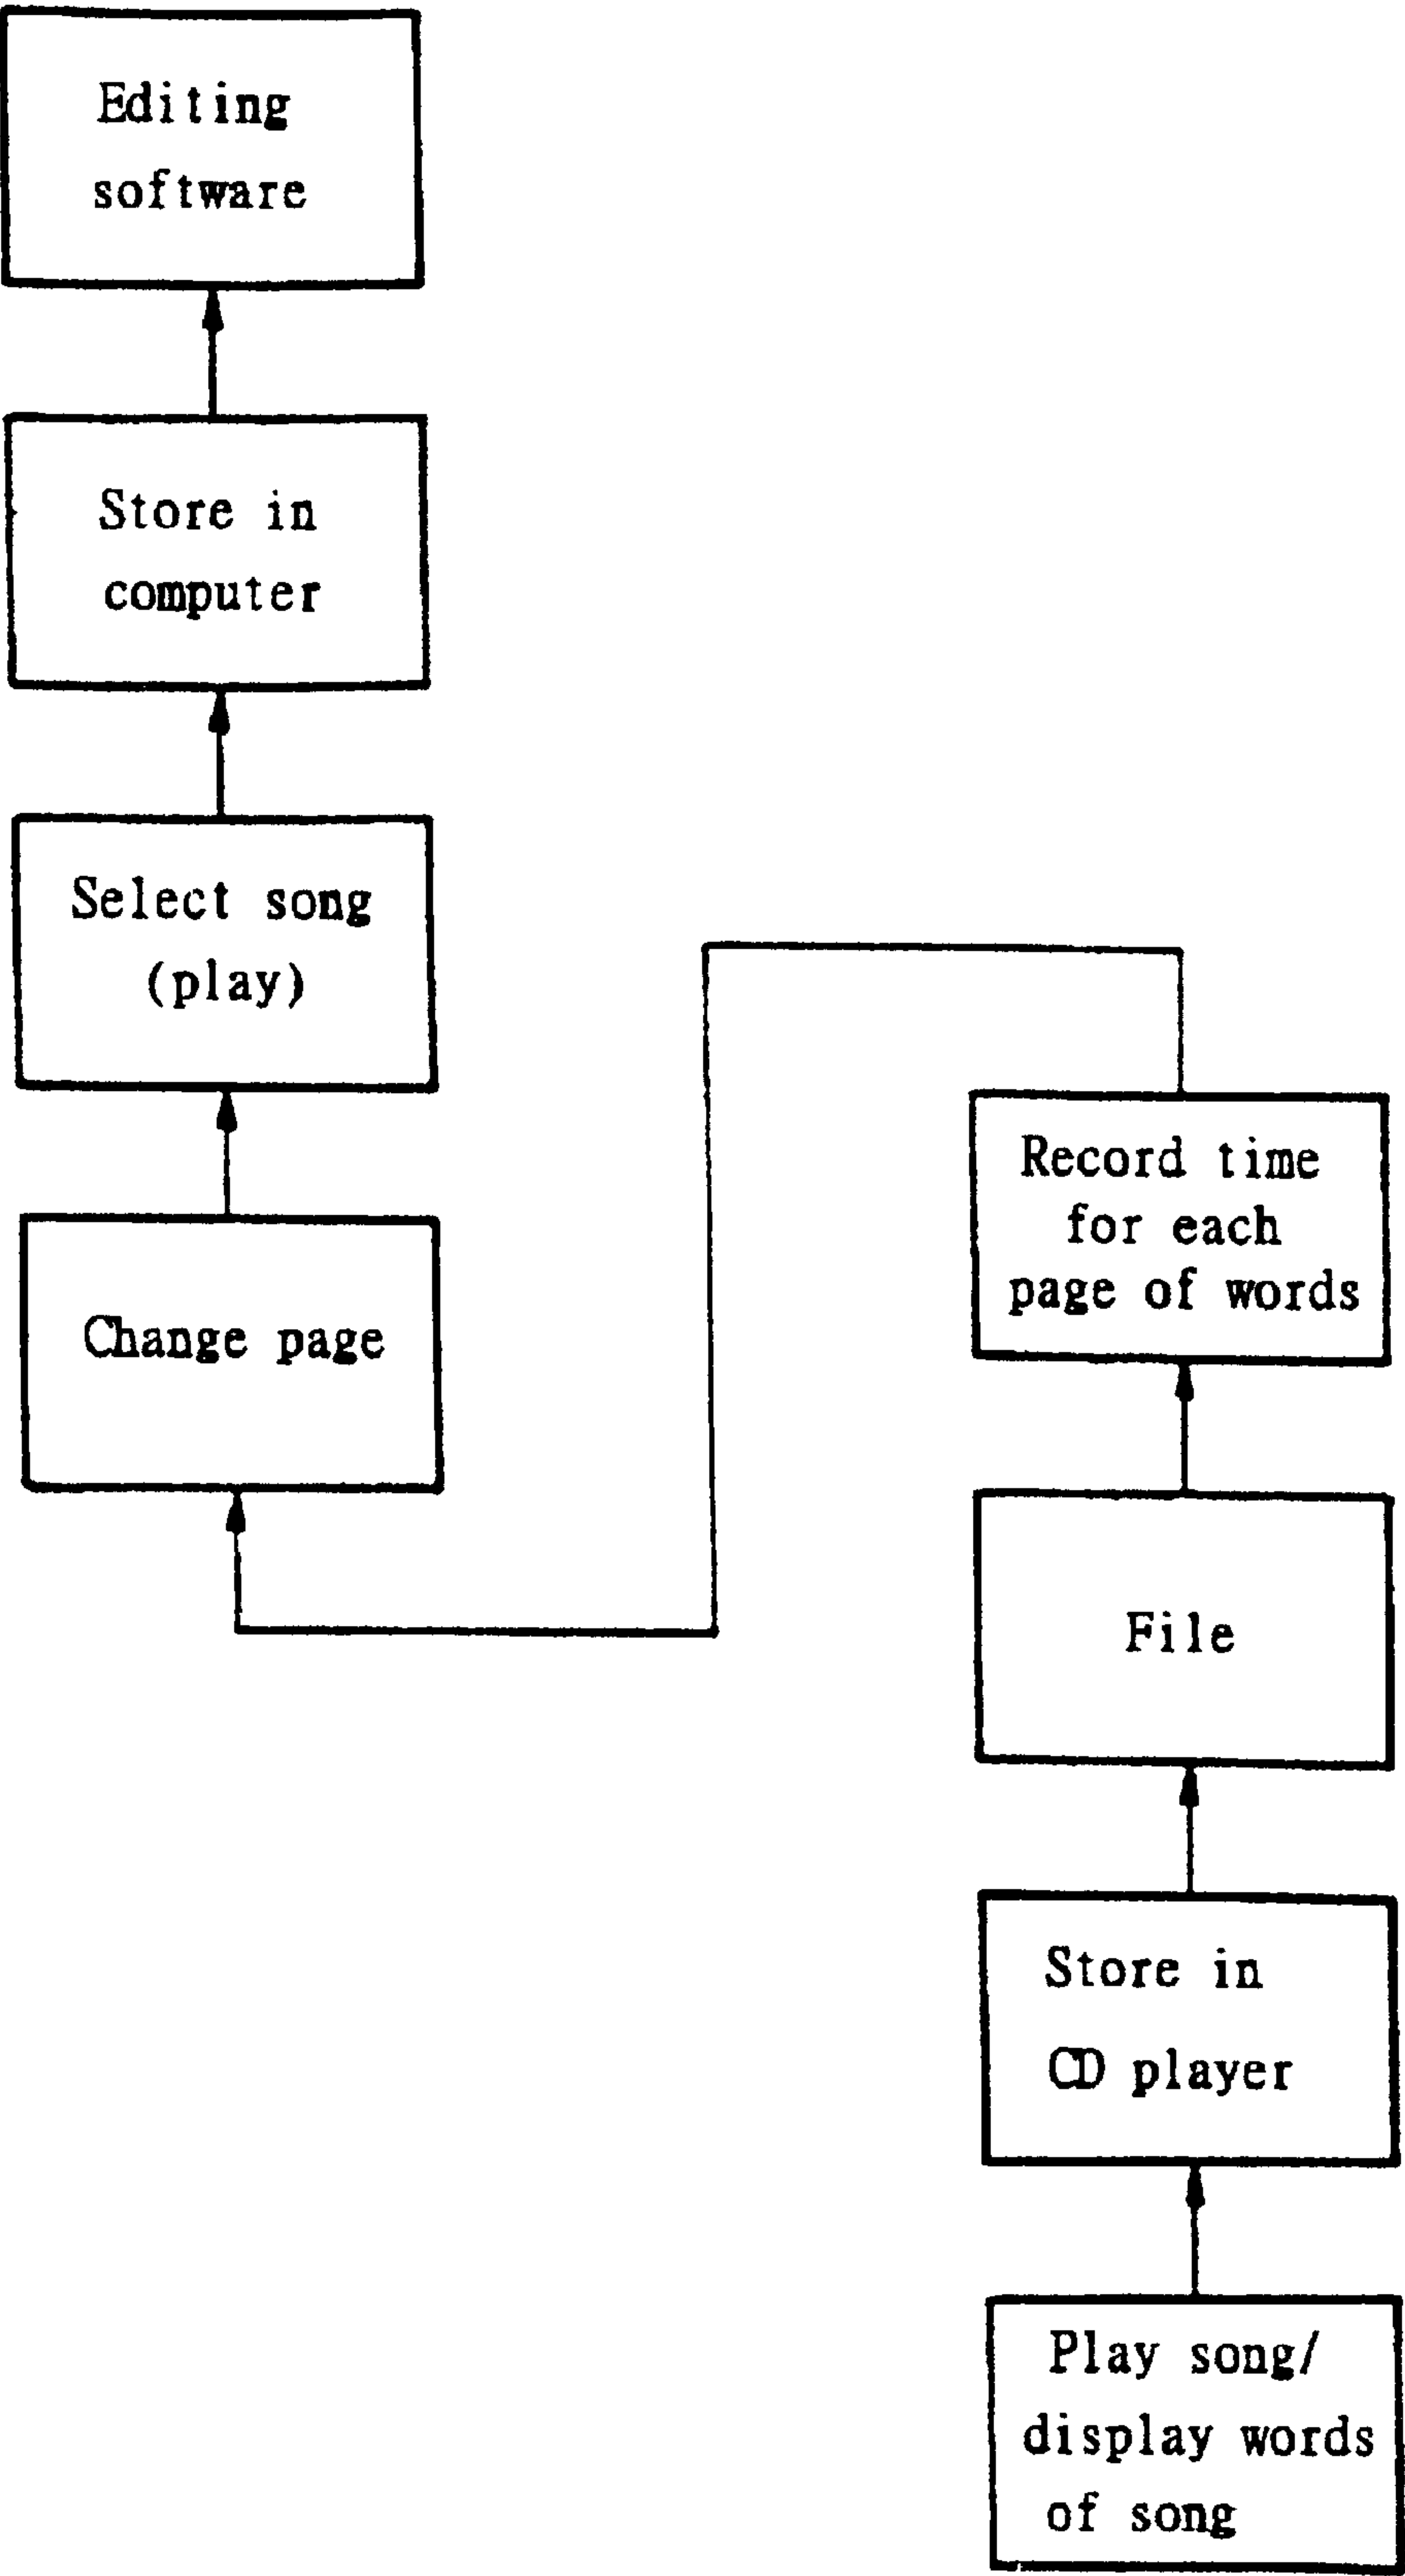 Editing
software
Store in
computer
Select song
(play)
Change page
Record time
for each
page of words
File
Store in
CD player
Play song/
display words
of song